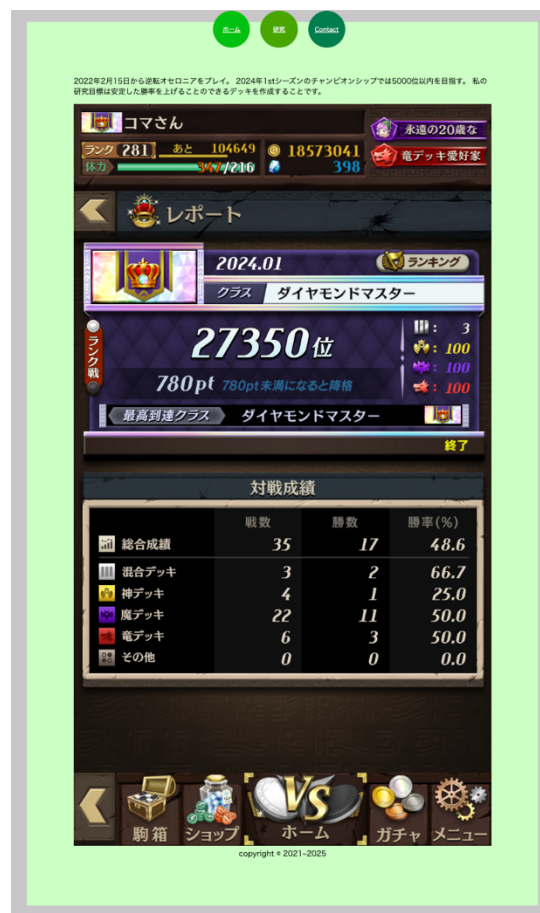 ホーム 研究 Contact
2022年2月15日から逆転オセロニアをプレイ。 2024年1stシーズンのチャンピオンシップでは5000位以内を目指す。 私の
研究目標は安定した勝率を上げることのできるデッキを作成することです。
コマさん
永遠の20歳な
ランク 281 あと 104649 18573041
竜デッキ愛好家
体力 347/216 398
レポート
2024.01 ランキング
クラス ダイヤモンドマスター
ランク戦
27350位
: 3
: 100
: 100
: 100
780pt 780pt未満になると降格
最高到達クラス ダイヤモンドマスター
終了
対戦成績
戦数 勝数 勝率(%)
総合成績 35 17 48.6
混合デッキ 3 2 66.7
神デッキ 4 1 25.0
魔デッキ 22 11 50.0
竜デッキ 6 3 50.0
その他 0 0 0.0
VS
駒箱 ショップ ホーム ガチャ メニュー
copyright © 2021-2025